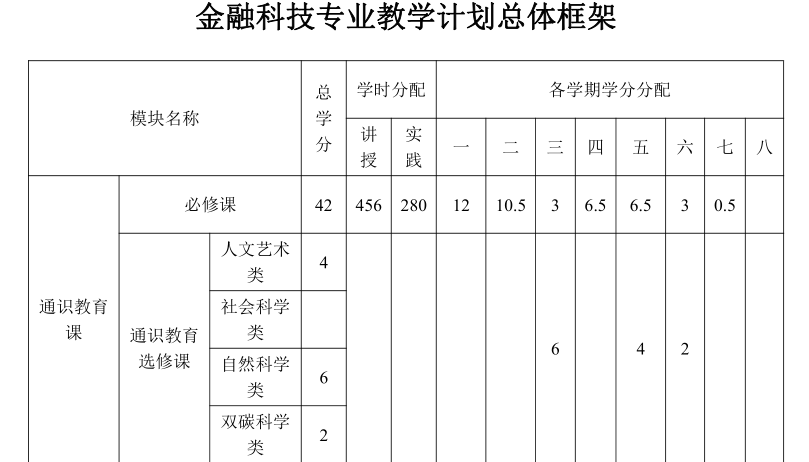 金融科技专业教学计划总体框架
模块名称 总学分 学时分配 各学期学分分配
讲授 实践 一 二 三 四 五 六 七 八
通识教育课 必修课 42 456 280 12 10.5 3 6.5 6.5 3 0.5
通识教育选修课 人文艺术类 4 6 4 2
社会科学类
自然科学类 6
双碳科学类 2